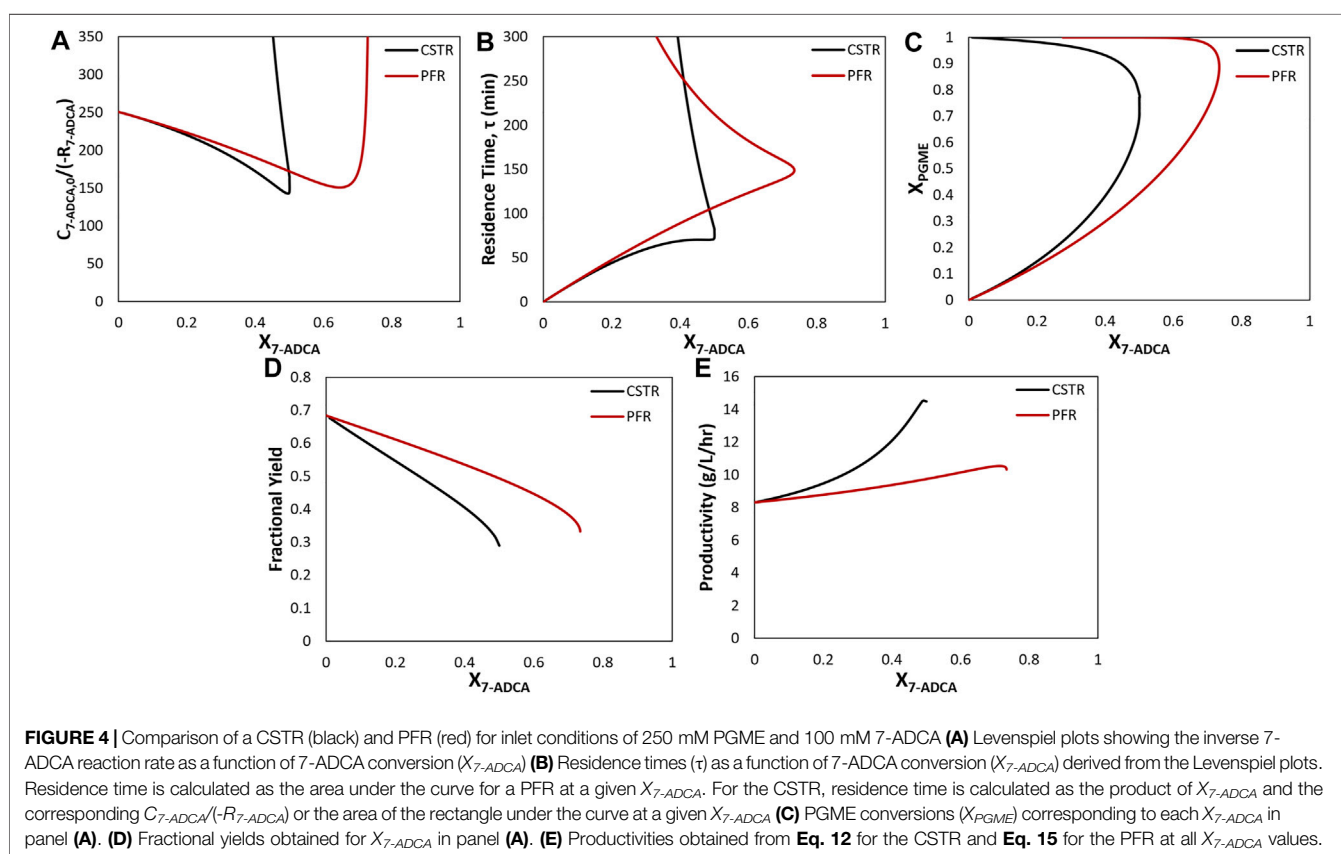 A
C7-ADCA,0/(-R7-ADCA)
350
300
250
200
150
100
50
0
0 0.2 0.4 0.6 0.8 1
X7-ADCA
CSTR
PFR
B
Residence Time, τ (min)
300
250
200
150
100
50
0
0 0.2 0.4 0.6 0.8 1
X7-ADCA
CSTR
PFR
C
XPGME
1
0.9
0.8
0.7
0.6
0.5
0.4
0.3
0.2
0.1
0
0 0.2 0.4 0.6 0.8 1
X7-ADCA
CSTR
PFR
D
Fractional Yield
0.8
0.7
0.6
0.5
0.4
0.3
0.2
0.1
0
0 0.2 0.4 0.6 0.8 1
X7-ADCA
CSTR
PFR
E
Productivity (g/L/hr)
16
14
12
10
8
6
4
2
0
0 0.2 0.4 0.6 0.8 1
X7-ADCA
CSTR
PFR
FIGURE 4 | Comparison of a CSTR (black) and PFR (red) for inlet conditions of 250 mM PGME and 100 mM 7-ADCA (A) Levenspiel plots showing the inverse 7-
ADCA reaction rate as a function of 7-ADCA conversion (X7-ADCA) (B) Residence times (τ) as a function of 7-ADCA conversion (X7-ADCA) derived from the Levenspiel plots.
Residence time is calculated as the area under the curve for a PFR at a given X7-ADCA. For the CSTR, residence time is calculated as the product of X7-ADCA and the
corresponding C7-ADCA/(-R7-ADCA) or the area of the rectangle under the curve at a given X7-ADCA (C) PGME conversions (XPGME) corresponding to each X7-ADCA in
panel (A). (D) Fractional yields obtained for X7-ADCA in panel (A). (E) Productivities obtained from Eq. 12 for the CSTR and Eq. 15 for the PFR at all X7-ADCA values.